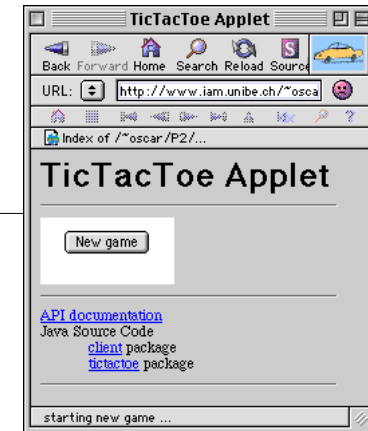 TicTacToe Applet
Back Forward Home Search Reload Source
URL: http://www.iam.unibe.ch/~osca
Index of /~oscar/P2/...
TicTacToe Applet
New game
API documentation
Java Source Code
client package
tictactoe package
starting new game ...